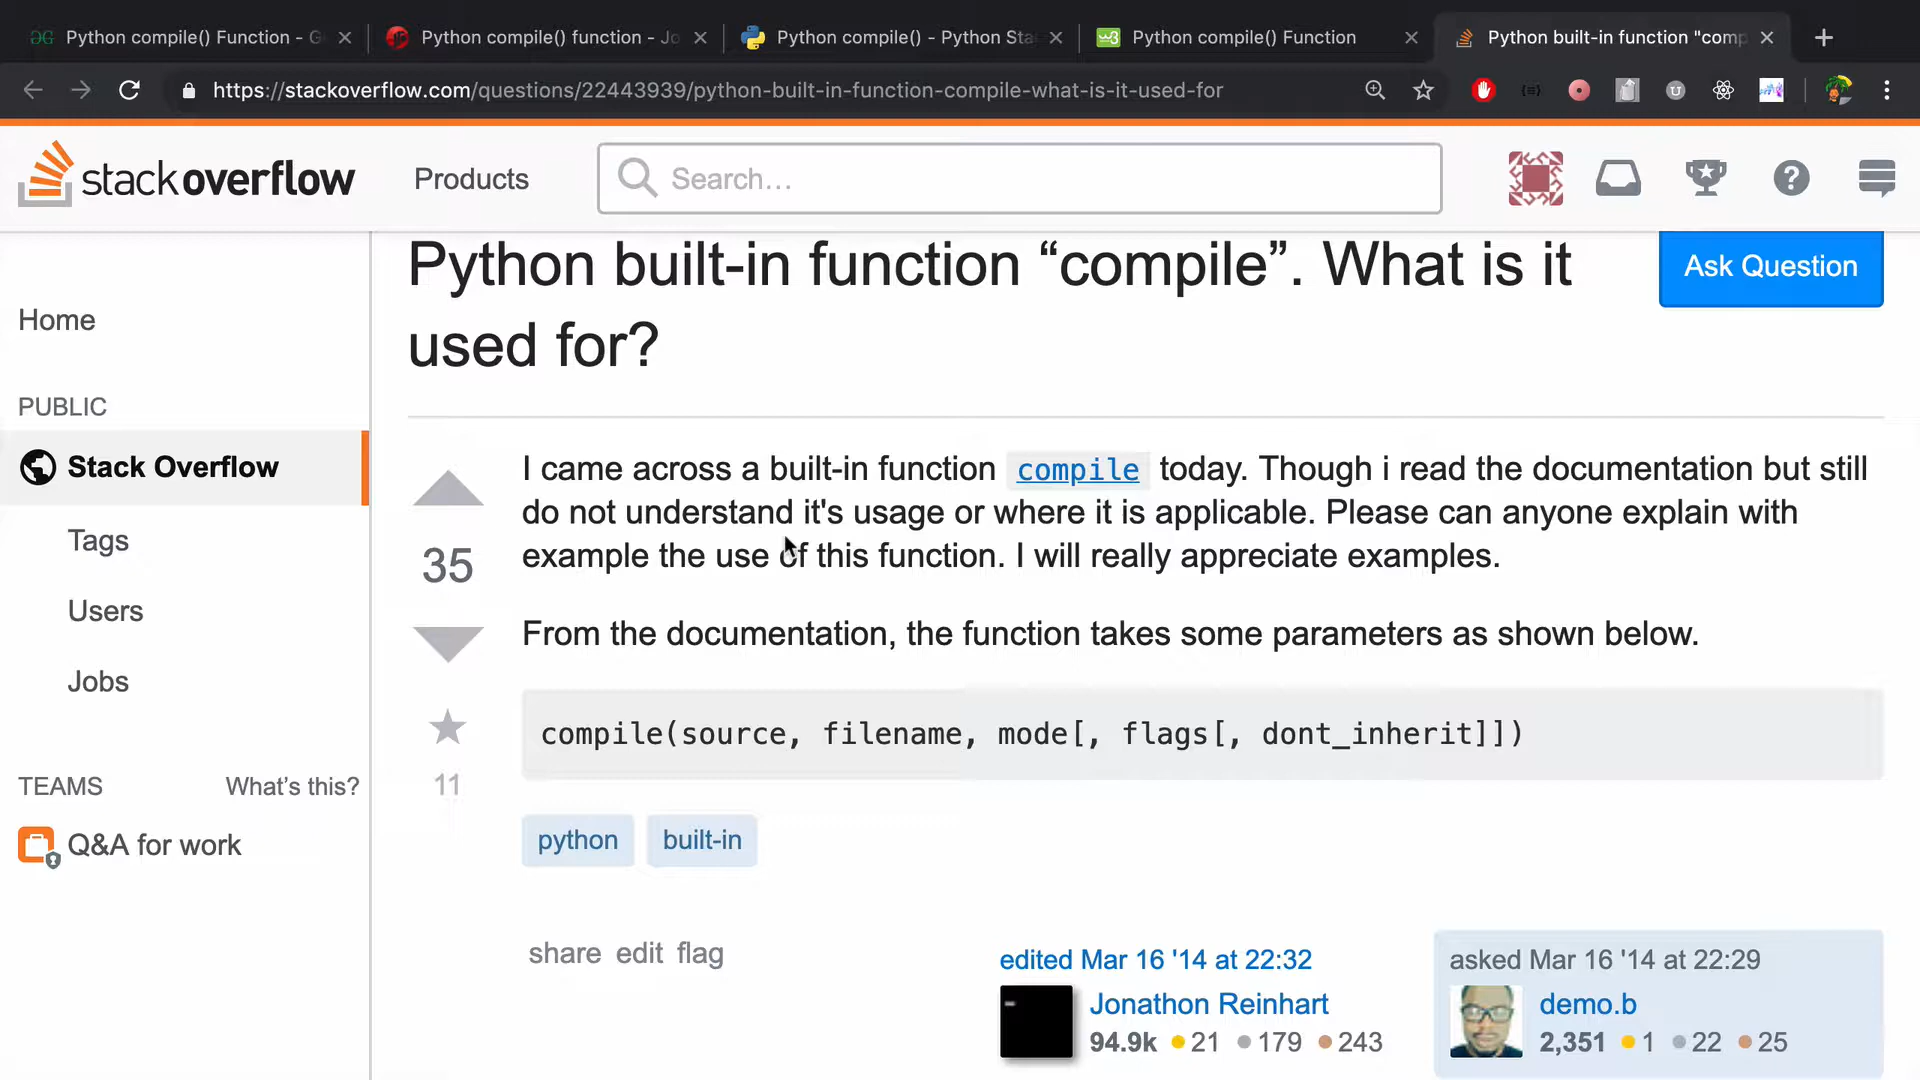 Python compile() Function - G
Python compile() function - Jo
Python compile() - Python Sta
Python compile() Function
Python built-in function "comp
https://stackoverflow.com/questions/22443939/python-built-in-function-compile-what-is-it-used-for
stackoverflow
Products
Search…
Python built-in function “compile”. What is it
used for?
Ask Question
Home
PUBLIC
Stack Overflow
Tags
Users
Jobs
TEAMS
What’s this?
Q&A for work
I came across a built-in function compile today. Though i read the documentation but still
do not understand it's usage or where it is applicable. Please can anyone explain with
example the use of this function. I will really appreciate examples.
35
From the documentation, the function takes some parameters as shown below.
compile(source, filename, mode[, flags[, dont_inherit]])
11
python
built-in
share edit flag
edited Mar 16 '14 at 22:32
Jonathon Reinhart
94.9k 21 179 243
asked Mar 16 '14 at 22:29
demo.b
2,351 1 22 25